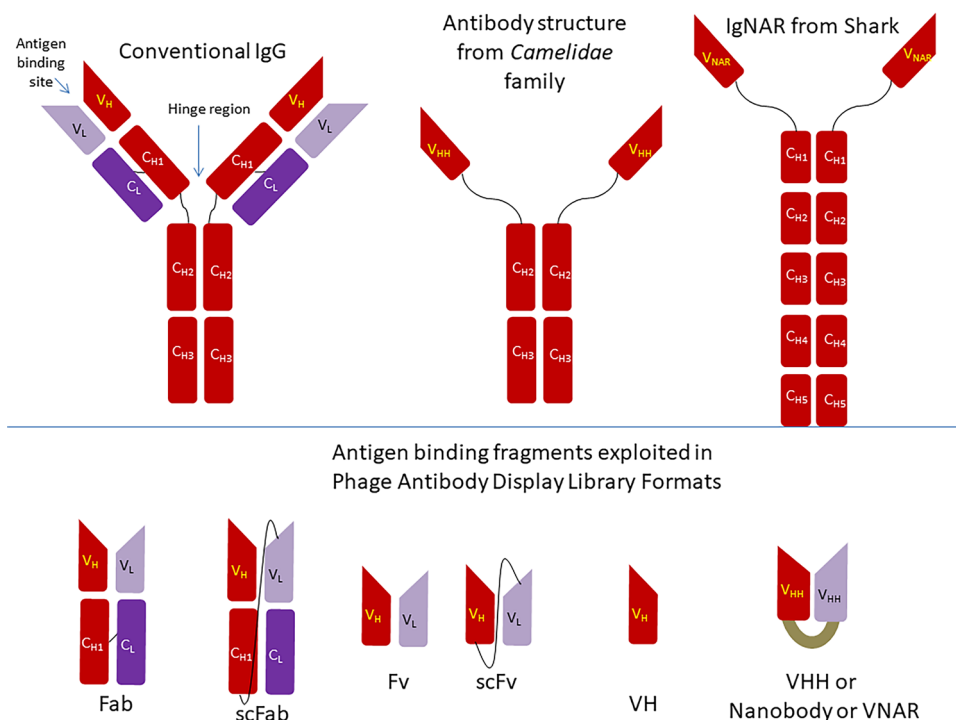 Conventional IgG
Antibody structure
from Camelidae
family
IgNAR from Shark
Antigen
binding
site
Hinge region
VH
VL
CH1
CL
VH
VL
CH1
CL
CH2
CH2
CH3
CH3
VHH
VHH
CH2
CH2
CH3
CH3
VNAR
VNAR
CH1
CH1
CH2
CH2
CH3
CH3
CH4
CH4
CH5
CH5
Antigen binding fragments exploited in
Phage Antibody Display Library Formats
VH
VL
CH1
CL
Fab
VH
VL
CH1
CL
scFab
VH
VL
Fv
VH
VL
scFv
VH
VH
VHH
VHH
VHH or
Nanobody or VNAR